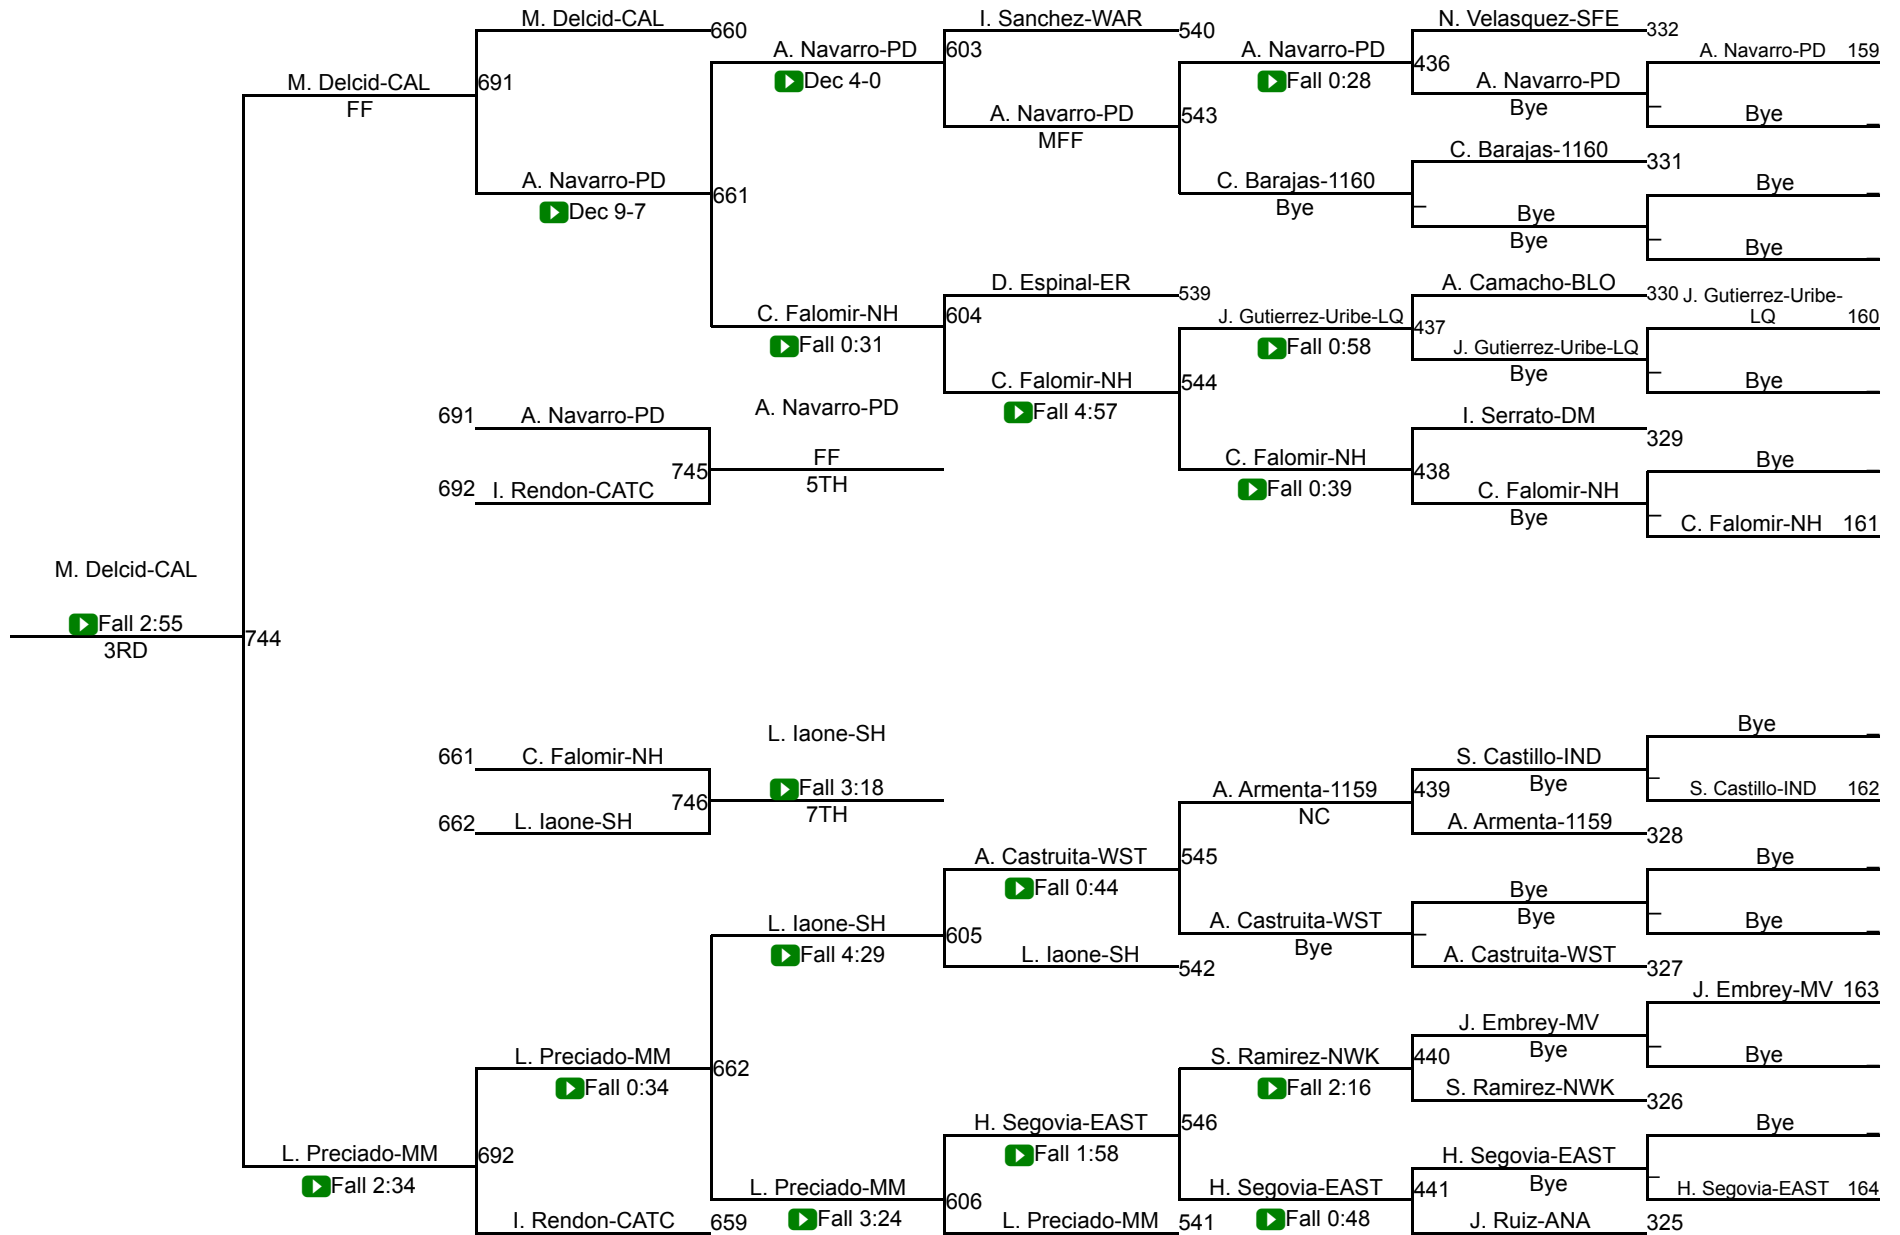 M. Delcid-CAL
660
I. Sanchez-WAR
540
N. Velasquez-SFE
332
A. Navarro-PD
603
A. Navarro-PD
436
A. Navarro-PD 159
M. Delcid-CAL
691
Dec 4-0
Fall 0:28
A. Navarro-PD
FF
A. Navarro-PD
543
Bye
Bye
MFF
C. Barajas-1160
331
A. Navarro-PD
661
C. Barajas-1160
Bye
Dec 9-7
Bye
Bye
Bye
Bye
D. Espinal-ER
539
A. Camacho-BLO
330
J. Gutierrez-Uribe-
LQ 160
C. Falomir-NH
604
J. Gutierrez-Uribe-LQ
437
Fall 0:31
Fall 0:58
J. Gutierrez-Uribe-LQ
C. Falomir-NH
544
Bye
Bye
691
A. Navarro-PD
A. Navarro-PD
Fall 4:57
I. Serrato-DM
329
745
FF
C. Falomir-NH
438
Bye
692
I. Rendon-CATC
5TH
Fall 0:39
C. Falomir-NH
Bye
C. Falomir-NH 161
M. Delcid-CAL
Fall 2:55
744
3RD
L. Iaone-SH
Bye
661
C. Falomir-NH
S. Castillo-IND
746
Fall 3:18
A. Armenta-1159
439
Bye
S. Castillo-IND 162
662
L. Iaone-SH
7TH
NC
A. Armenta-1159
328
A. Castruita-WST
545
Bye
Fall 0:44
Bye
L. Iaone-SH
605
A. Castruita-WST
Bye
Bye
Fall 4:29
L. Iaone-SH
542
Bye
A. Castruita-WST
327
J. Embrey-MV 163
J. Embrey-MV
L. Preciado-MM
662
S. Ramirez-NWK
440
Bye
Bye
Fall 0:34
Fall 2:16
S. Ramirez-NWK
326
H. Segovia-EAST
546
Bye
L. Preciado-MM
692
Fall 1:58
H. Segovia-EAST
Fall 2:34
L. Preciado-MM
606
H. Segovia-EAST
441
Bye
H. Segovia-EAST 164
I. Rendon-CATC
659
Fall 3:24
L. Preciado-MM
541
Fall 0:48
J. Ruiz-ANA
325